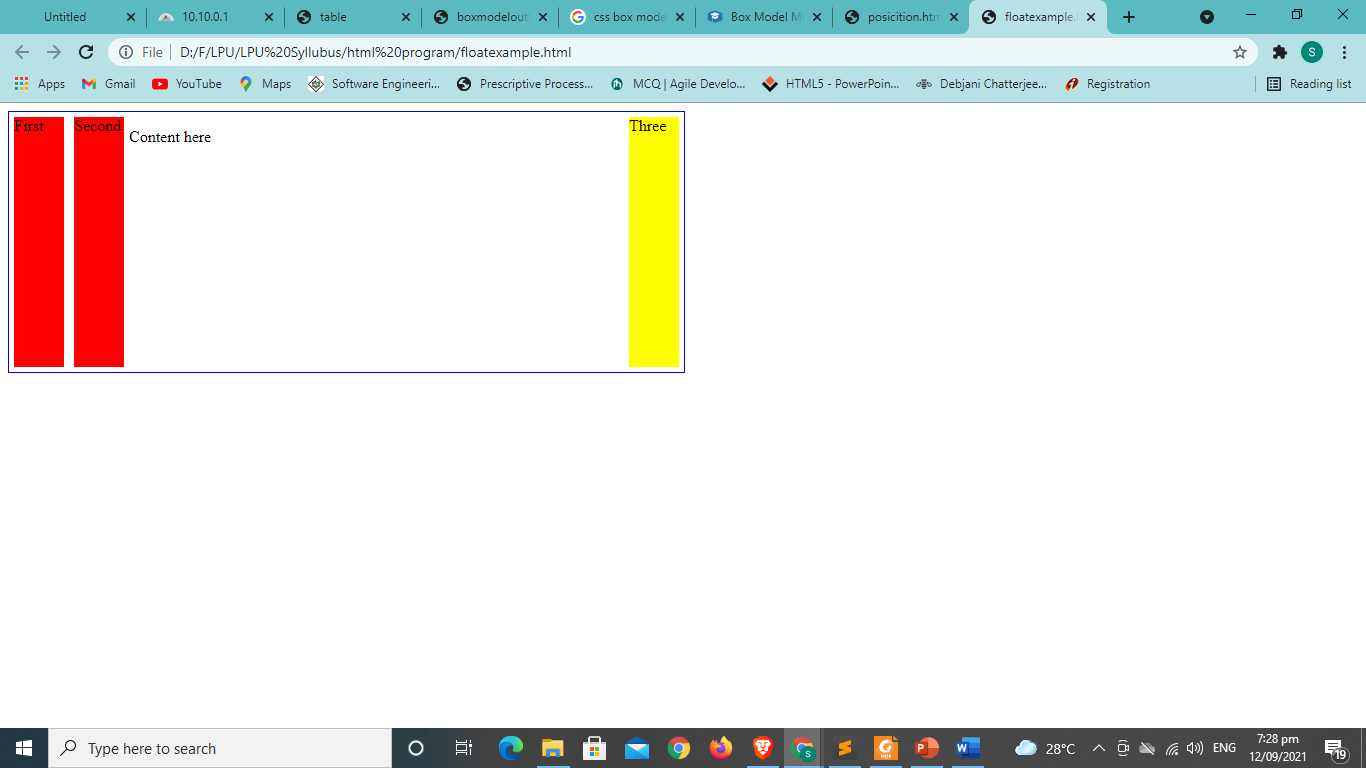 Untitled
10.10.0.1
table
boxmodelout
css box mode
Box Model M
posicition.htm
floatexample.
File
D:/F/LPU/LPU%20Syllubus/html%20program/floatexample.html
S
Apps
Gmail
YouTube
Maps
Software Engineeri...
Prescriptive Process...
MCQ | Agile Develo...
HTML5 - PowerPoin...
Debjani Chatterjee...
Registration
Reading list
First
Second
Content here
Three
Type here to search
28°C
ENG
7:28 pm
12/09/2021
19